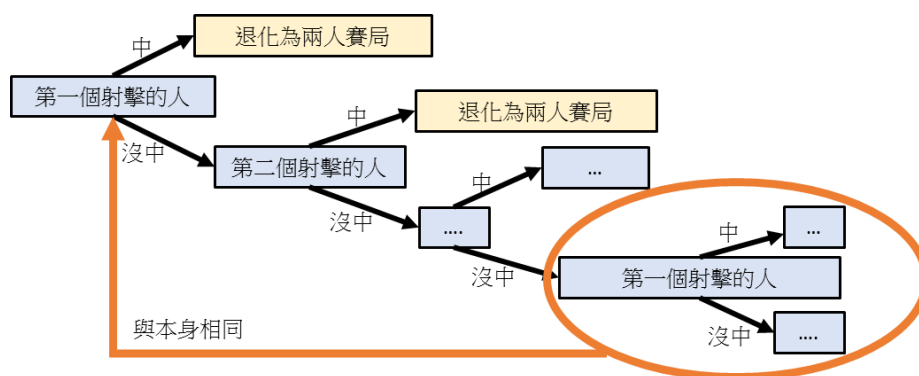 中
退化為兩人賽局
第一個射擊的人
沒中
中
退化為兩人賽局
第二個射擊的人
沒中
中
...
....
沒中
中
...
第一個射擊的人
沒中
....
與本身相同